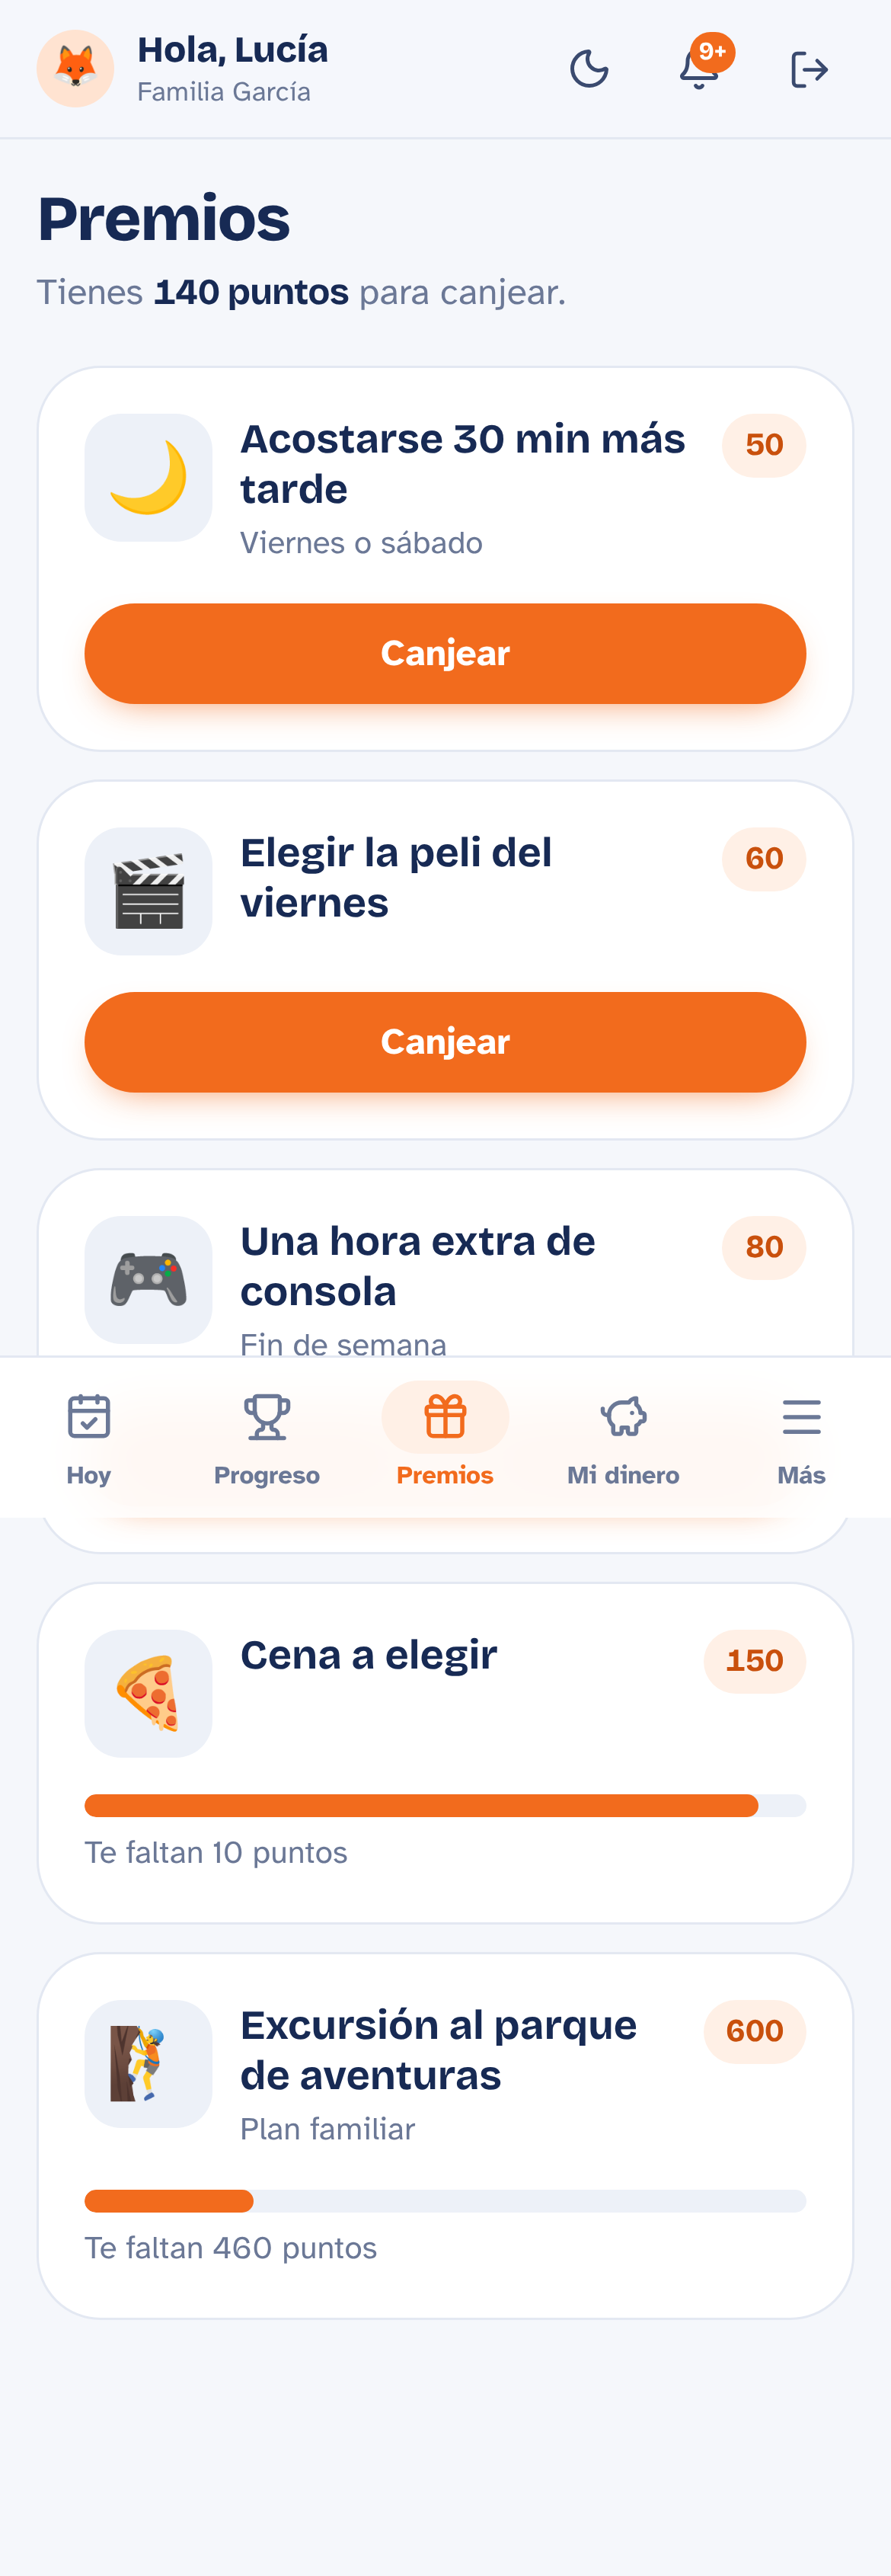 Hola, Lucía
Familia García
9+
Premios
Tienes 140 puntos para canjear.
Acostarse 30 min más
tarde
50
Viernes o sábado
Canjear
Elegir la peli del
viernes
60
Canjear
Una hora extra de
consola
80
Fin de semana
Hoy
Progreso
Premios
Mi dinero
Más
Cena a elegir
150
Te faltan 10 puntos
Excursión al parque
de aventuras
600
Plan familiar
Te faltan 460 puntos